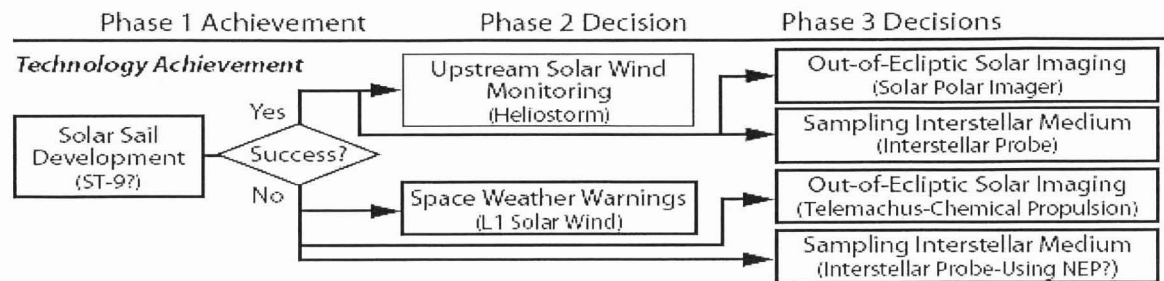 Phase 1 Achievement
Phase 2 Decision
Phase 3 Decisions
Technology Achievement
Solar Sail
Development
(ST-9?)
Success?
Yes
No
Upstream Solar Wind
Monitoring
(Heliostorm)
Space Weather Warnings
(L1 Solar Wind)
Out-of-Ecliptic Solar Imaging
(Solar Polar Imager)
Sampling Interstellar Medium
(Interstellar Probe)
Out-of-Ecliptic Solar Imaging
(Telemachus-Chemical Propulsion)
Sampling Interstellar Medium
(Interstellar Probe-Using NEP?)